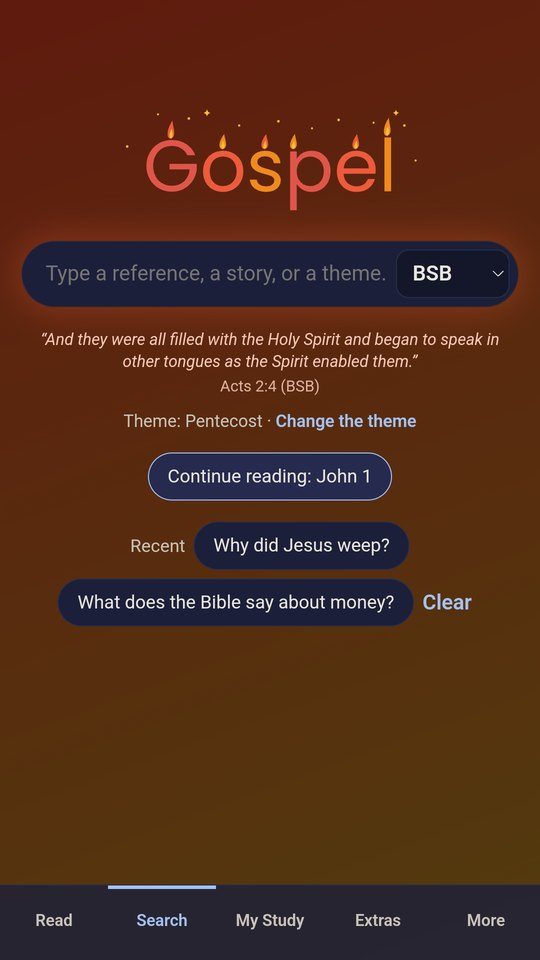 Gospel
Type a reference, a story, or a theme.
BSB
“And they were all filled with the Holy Spirit and began to speak in
other tongues as the Spirit enabled them.”
Acts 2:4 (BSB)
Theme: Pentecost · Change the theme
Continue reading: John 1
Recent Why did Jesus weep?
What does the Bible say about money? Clear
Read Search My Study Extras More